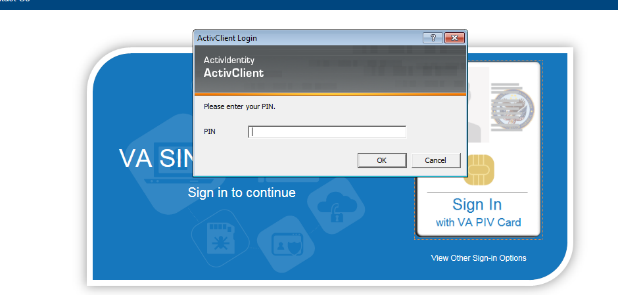 ActivClient Login
ActivIdentity
ActivClient
Please enter your PIN.
PIN
OK
Cancel
VA SIN
Sign in to continue
Sign In
with VA PIV Card
View Other Sign-In Options